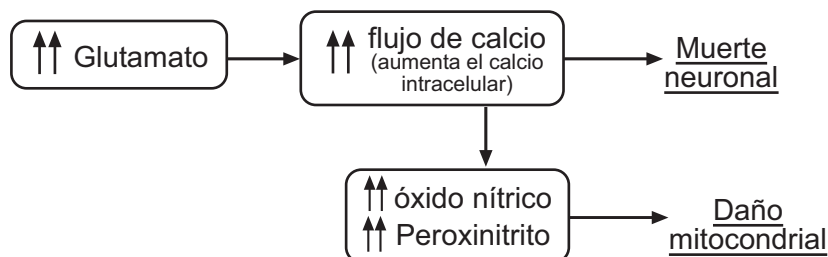 ↑↑ Glutamato
↑↑ flujo de calcio
(aumenta el calcio
intracelular)
Muerte
neuronal
↑↑ óxido nítrico
↑↑ Peroxinitrito
Daño
mitocondrial